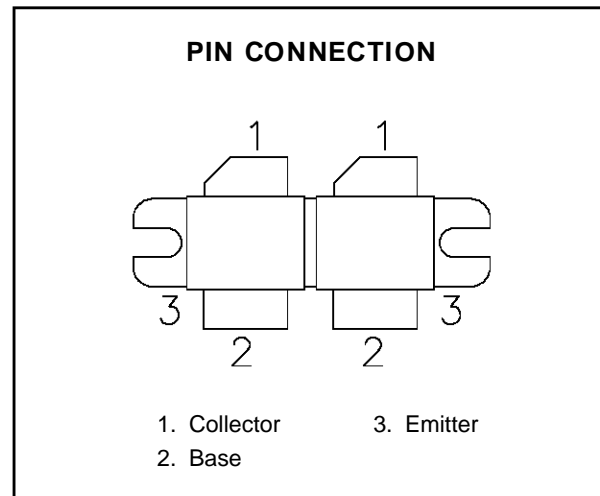 PIN CONNECTION
1 1
3 3
2 2
1. Collector 3. Emitter
2. Base